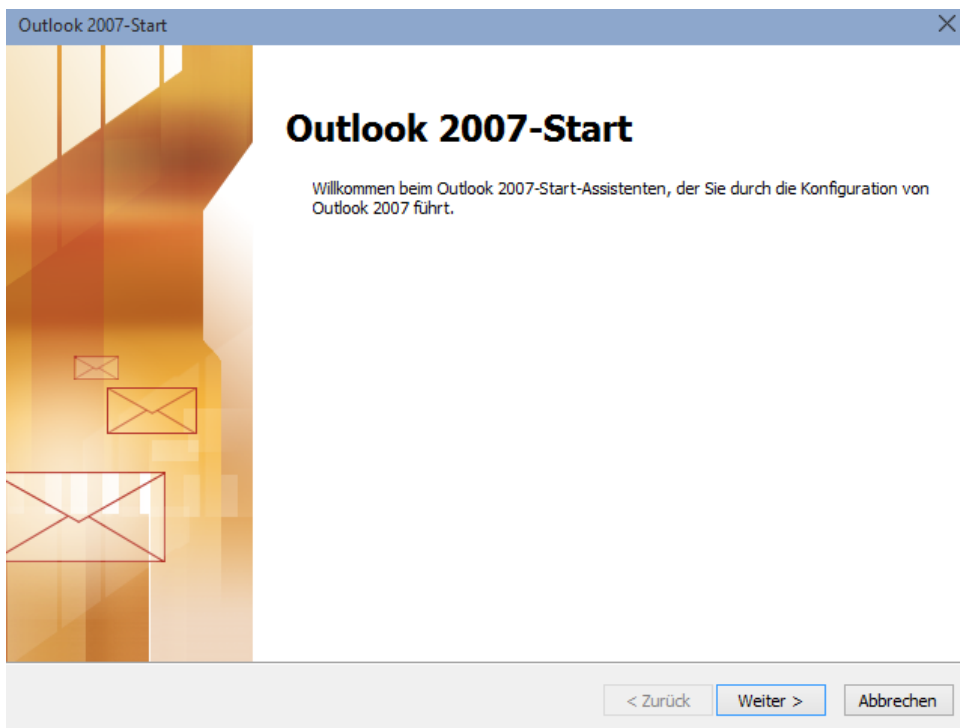 Outlook 2007-Start
Outlook 2007-Start
Willkommen beim Outlook 2007-Start-Assistenten, der Sie durch die Konfiguration von
Outlook 2007 führt.
< Zurück
Weiter >
Abbrechen